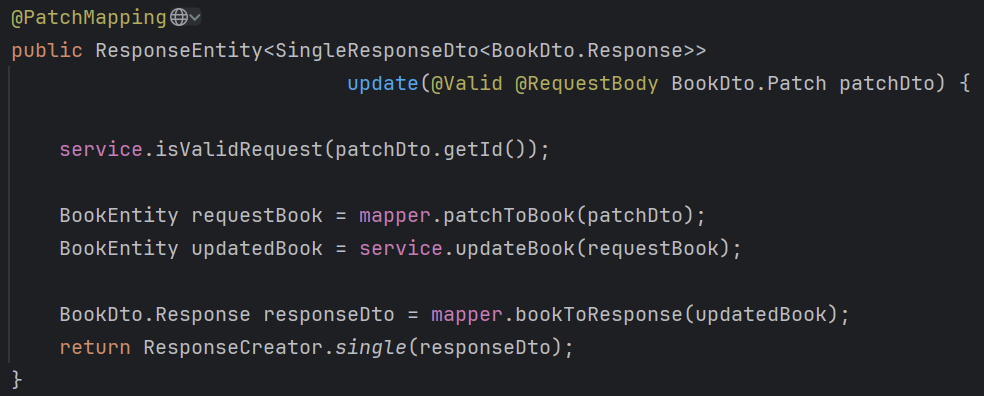 @PatchMapping
public ResponseEntity<SingleResponseDto<BookDto.Response>>
update(@Valid @RequestBody BookDto.Patch patchDto) {
service.isValidRequest(patchDto.getId());
BookEntity requestBook = mapper.patchToBook(patchDto);
BookEntity updatedBook = service.updateBook(requestBook);
BookDto.Response responseDto = mapper.bookToResponse(updatedBook);
return ResponseCreator.single(responseDto);
}